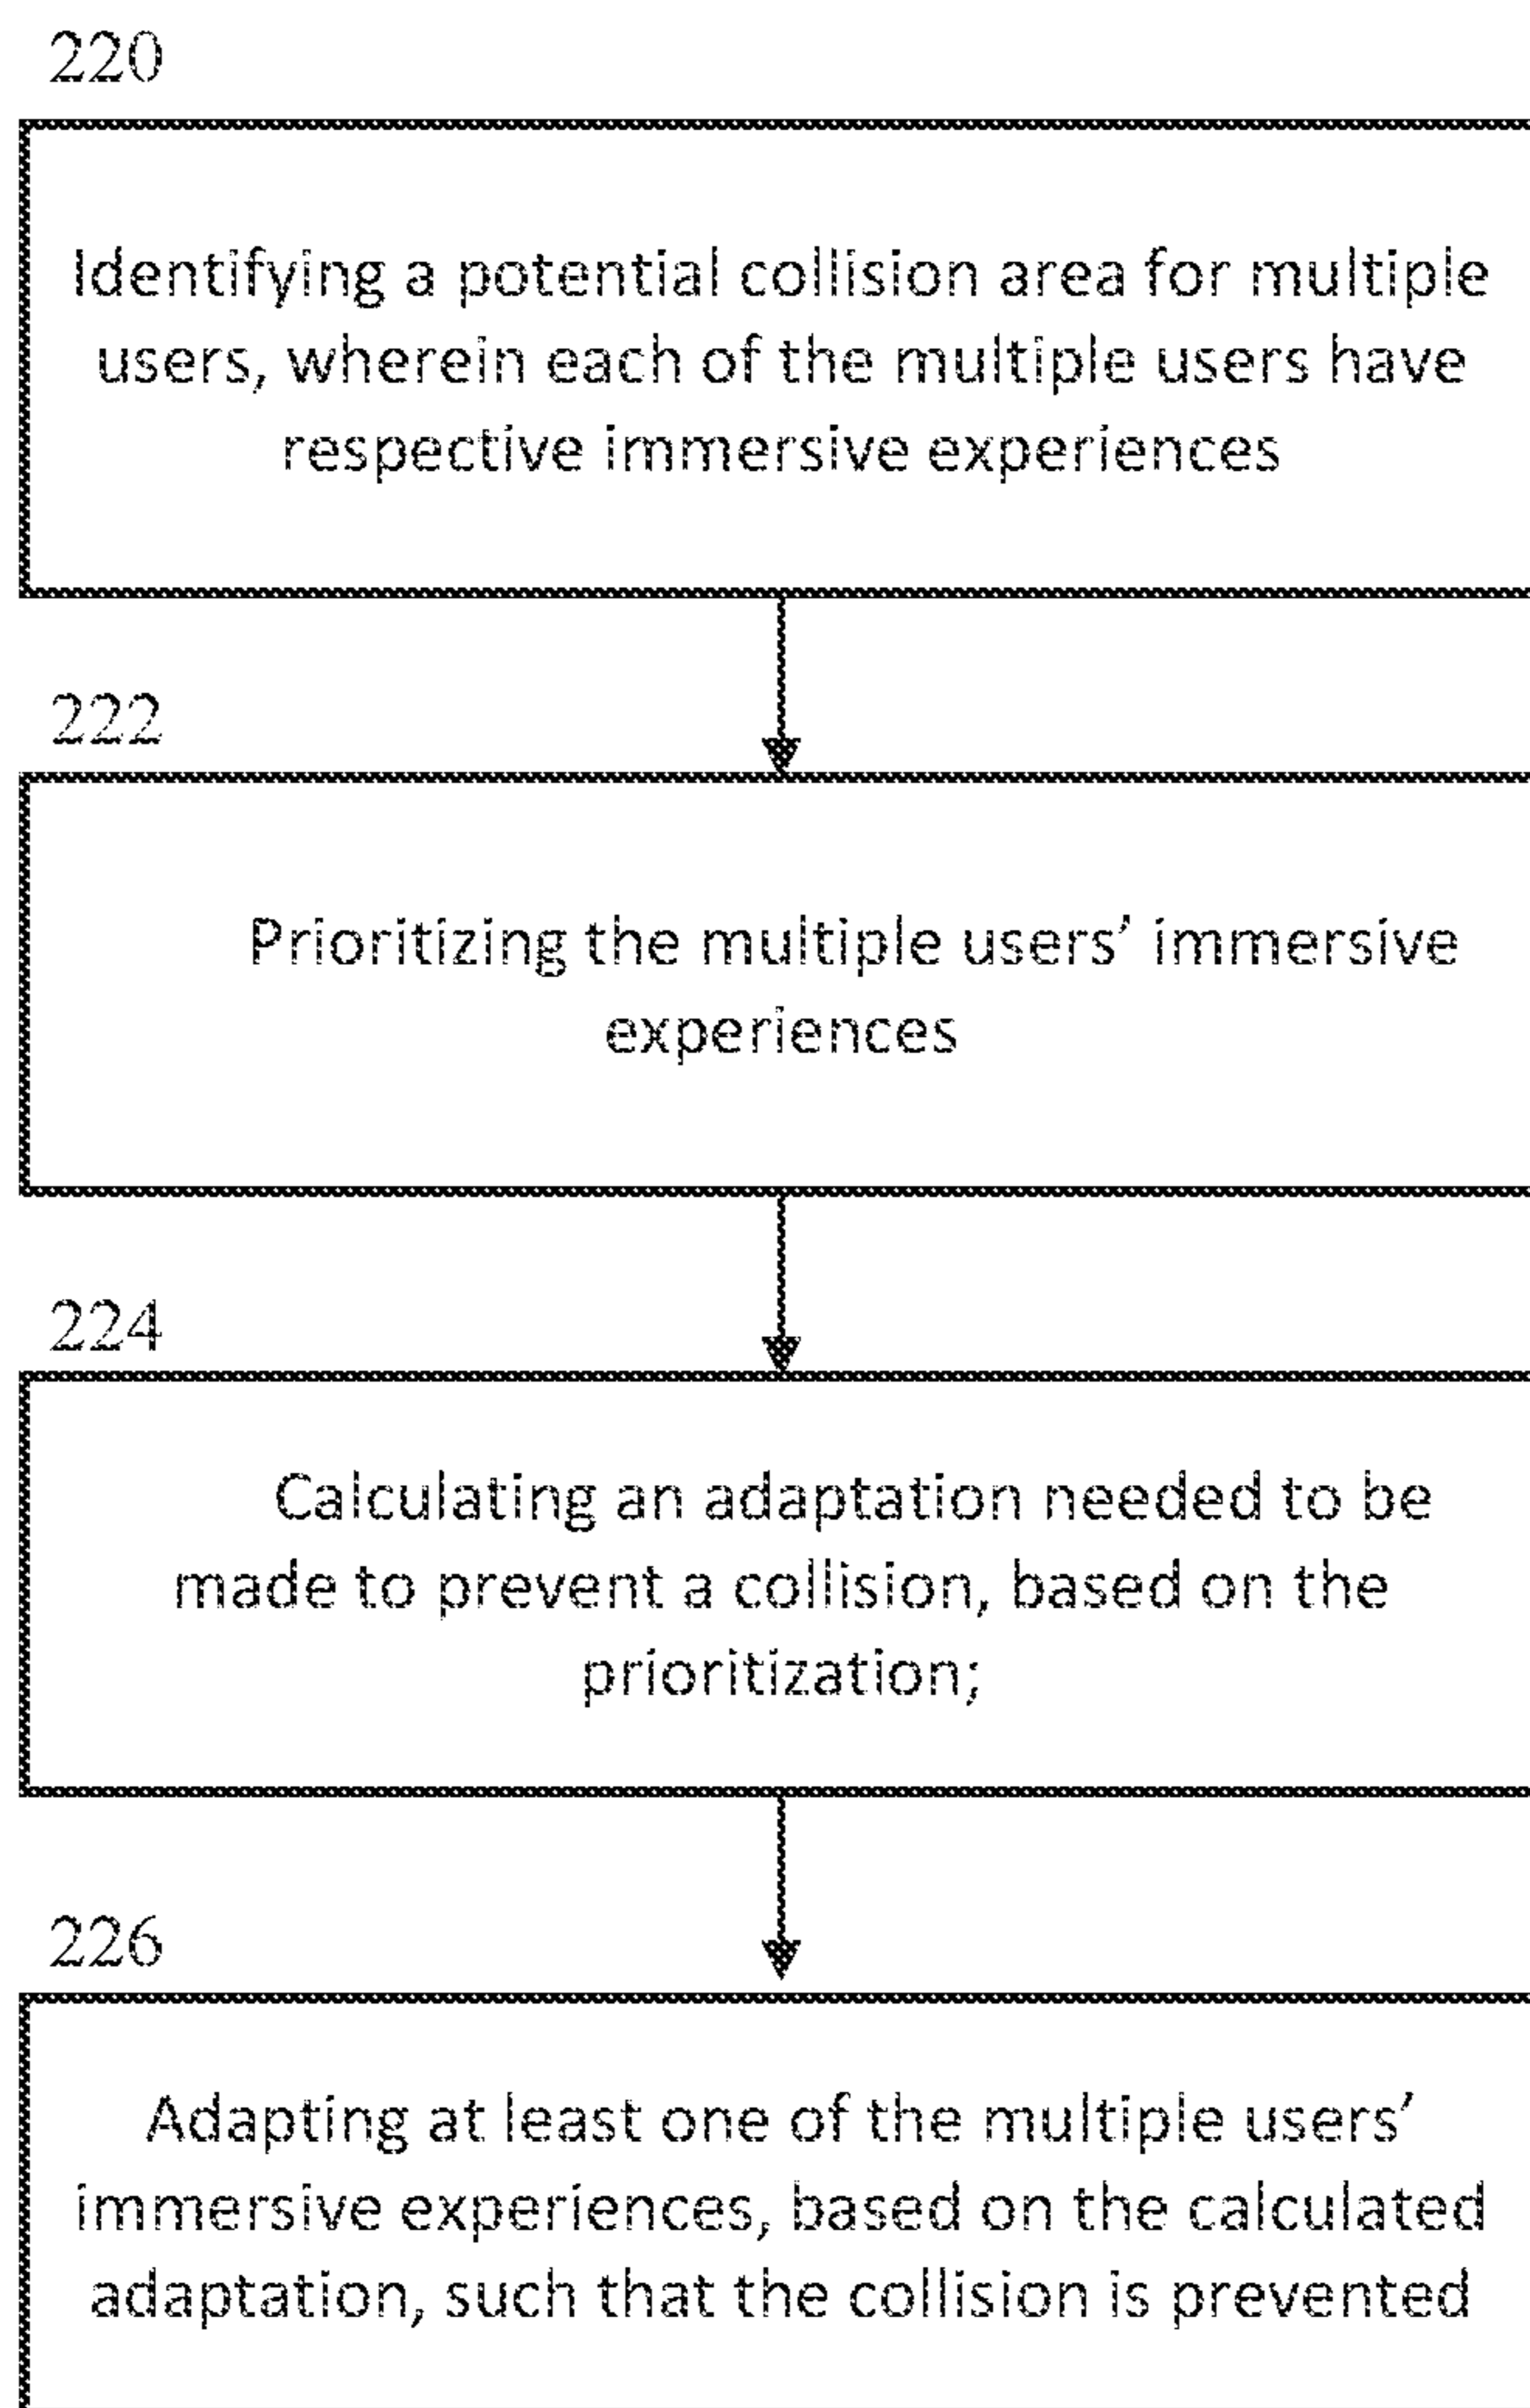 220
Identifying a potential collision area for multiple
users, wherein each of the multiple users have
respective immersive experiences
222
Prioritizing the multiple users’ immersive
experiences
224
Calculating an adaptation needed to be
made to prevent a collision, based on the
prioritization;
226
Adapting at least one of the multiple users’
immersive experiences, based on the calculated
adaptation, such that the collision is prevented